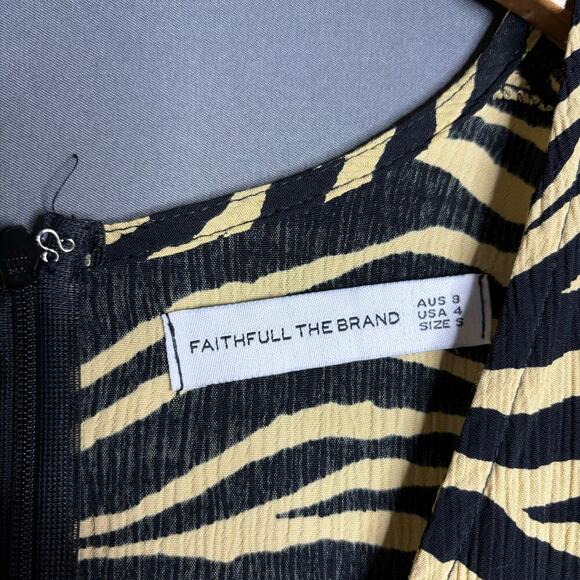 FAITHFULL THE BRAND
AUS 8
USA 4
SIZE S